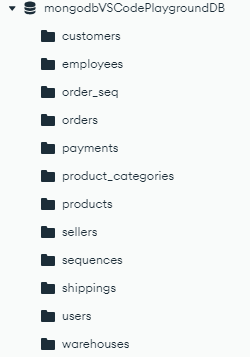 mongodbVSCodePlaygroundDB
customers
employees
order_seq
orders
payments
product_categories
products
sellers
sequences
shippings
users
warehouses